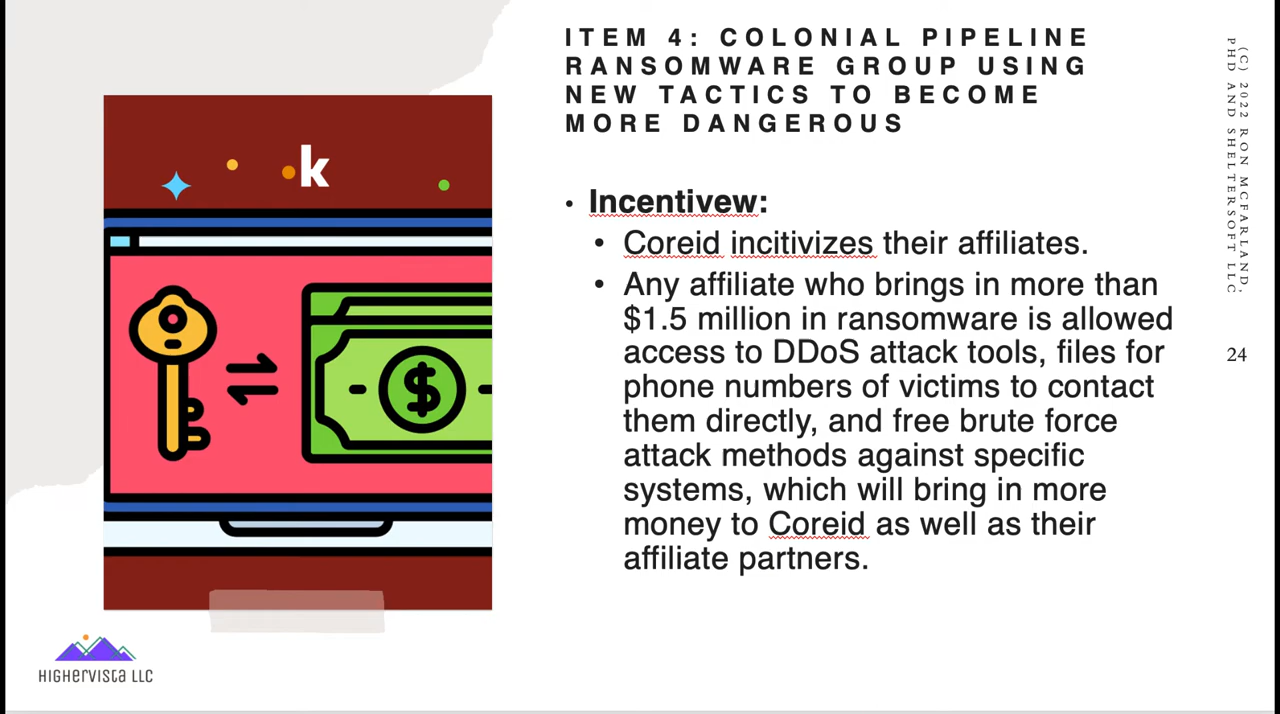 ITEM 4: COLONIAL PIPELINE
RANSOMWARE GROUP USING
NEW TACTICS TO BECOME
MORE DANGEROUS
k
• Incentivew:
• Coreid incitivizes their affiliates.
• Any affiliate who brings in more than
$1.5 million in ransomware is allowed
access to DDoS attack tools, files for
phone numbers of victims to contact
them directly, and free brute force
attack methods against specific
systems, which will bring in more
money to Coreid as well as their
affiliate partners.
$
(C) 2022 RON MCFARLAND,
PHD AND SHELTERSOFT LLC
24
HIGHERVISTA LLC